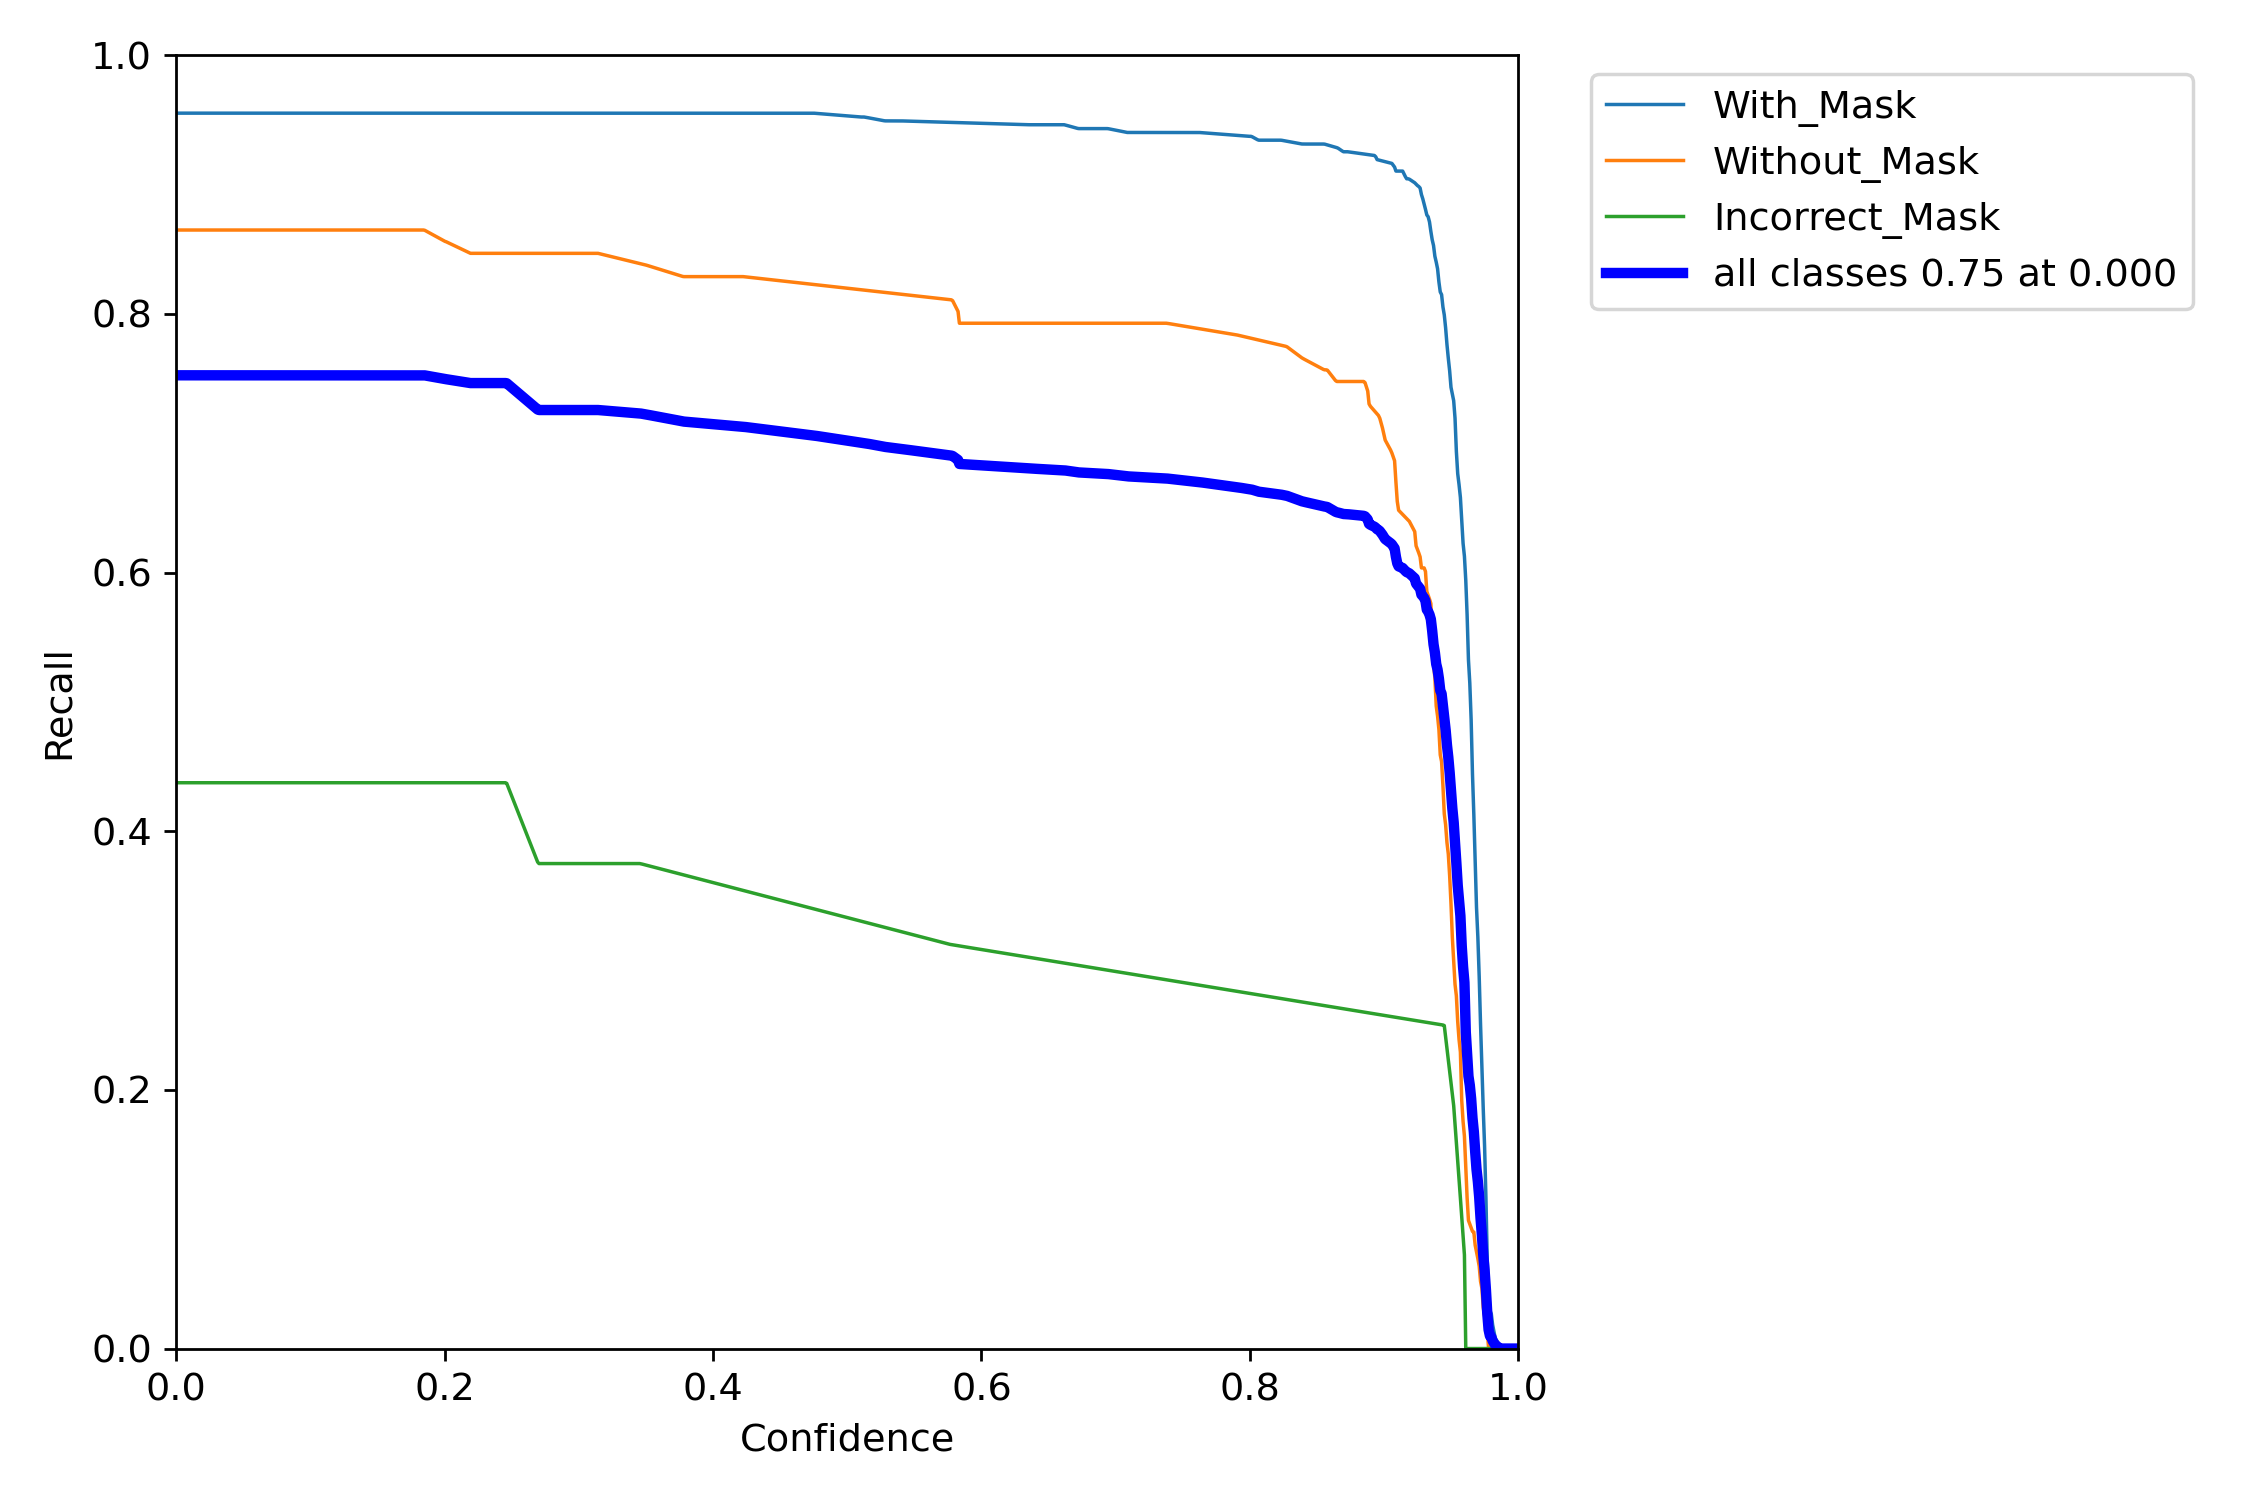 1.0
0.8
0.6
0.4
0.2
0.0
Recall
0.0 0.2 0.4 0.6 0.8 1.0
Confidence
With_Mask
Without_Mask
Incorrect_Mask
all classes 0.75 at 0.000